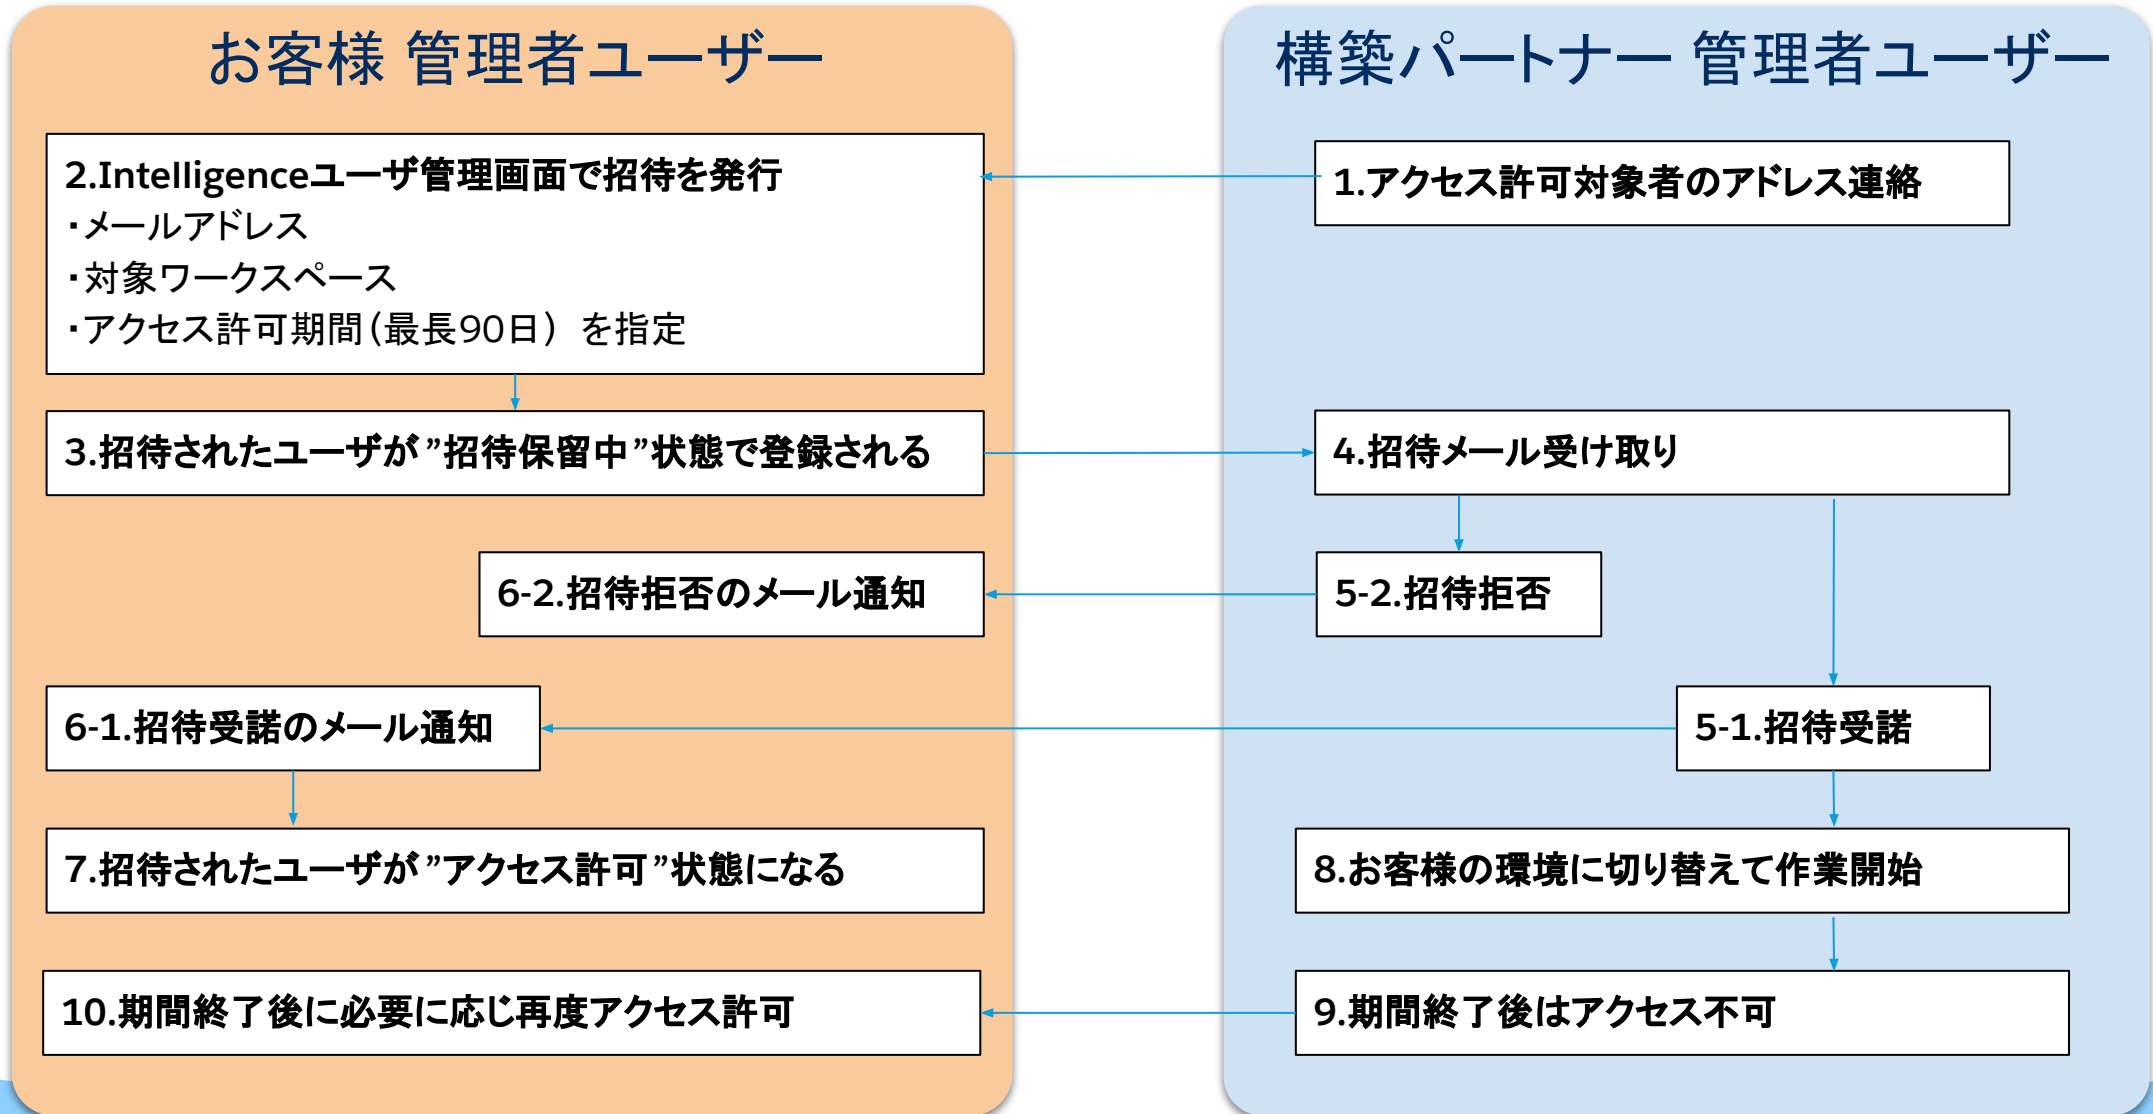 お客様 管理者ユーザー
構築パートナー 管理者ユーザー
1.アクセス許可対象者のアドレス連絡
2.Intelligenceユーザ管理画面で招待を発行
・メールアドレス
・対象ワークスペース
・アクセス許可期間（最長90日） を指定
3.招待されたユーザが”招待保留中”状態で登録される
4.招待メール受け取り
6-2.招待拒否のメール通知
5-2.招待拒否
6-1.招待受諾のメール通知
5-1.招待受諾
7.招待されたユーザが”アクセス許可”状態になる
8.お客様の環境に切り替えて作業開始
10.期間終了後に必要に応じ再度アクセス許可
9.期間終了後はアクセス不可